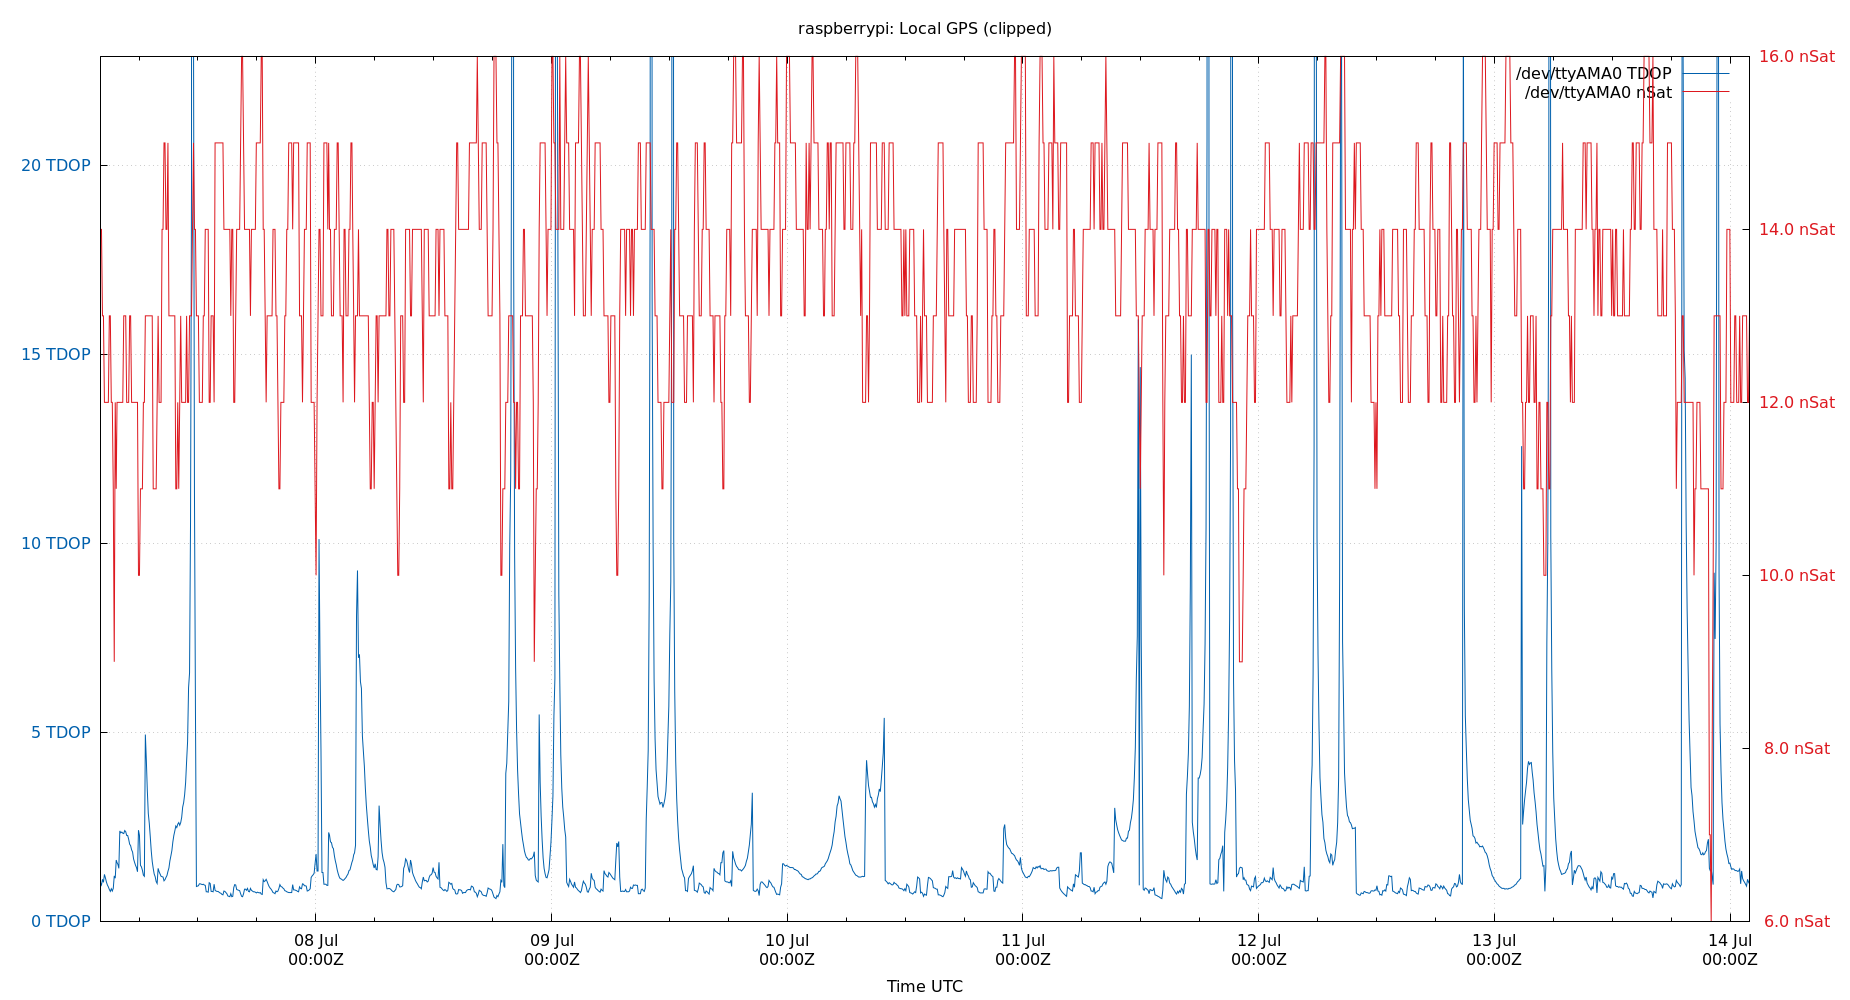 raspberrypi: Local GPS (clipped)
16.0 nSat
/dev/ttyAMA0 TDOP
/dev/ttyAMA0 nSat
20 TDOP
14.0 nSat
15 TDOP
12.0 nSat
10 TDOP
10.0 nSat
5 TDOP
8.0 nSat
0 TDOP
6.0 nSat
08 Jul
00:00Z
09 Jul
00:00Z
10 Jul
00:00Z
11 Jul
00:00Z
12 Jul
00:00Z
13 Jul
00:00Z
14 Jul
00:00Z
Time UTC